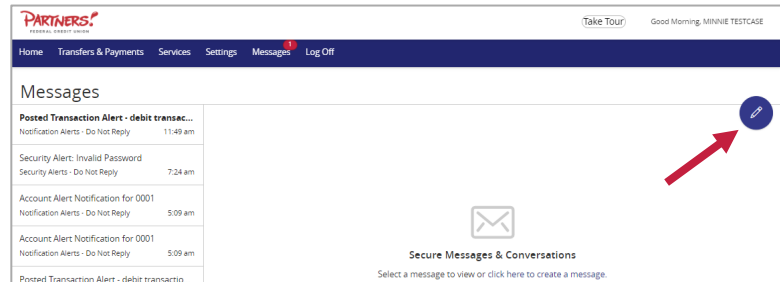 PARTNERS!
FEDERAL CREDIT UNION
Take Tour
Good Morning, MINNIE TESTCASE
Home Transfers & Payments Services Settings Messages 1 Log Off
Messages
Posted Transaction Alert - debit transac...
Notification Alerts - Do Not Reply 11:49 am
Security Alert: Invalid Password
Security Alerts - Do Not Reply 7:24 am
Account Alert Notification for 0001
Notification Alerts - Do Not Reply 5:09 am
Account Alert Notification for 0001
Notification Alerts - Do Not Reply 5:09 am
Posted Transaction Alert - debit transactio
Secure Messages & Conversations
Select a message to view or click here to create a message.